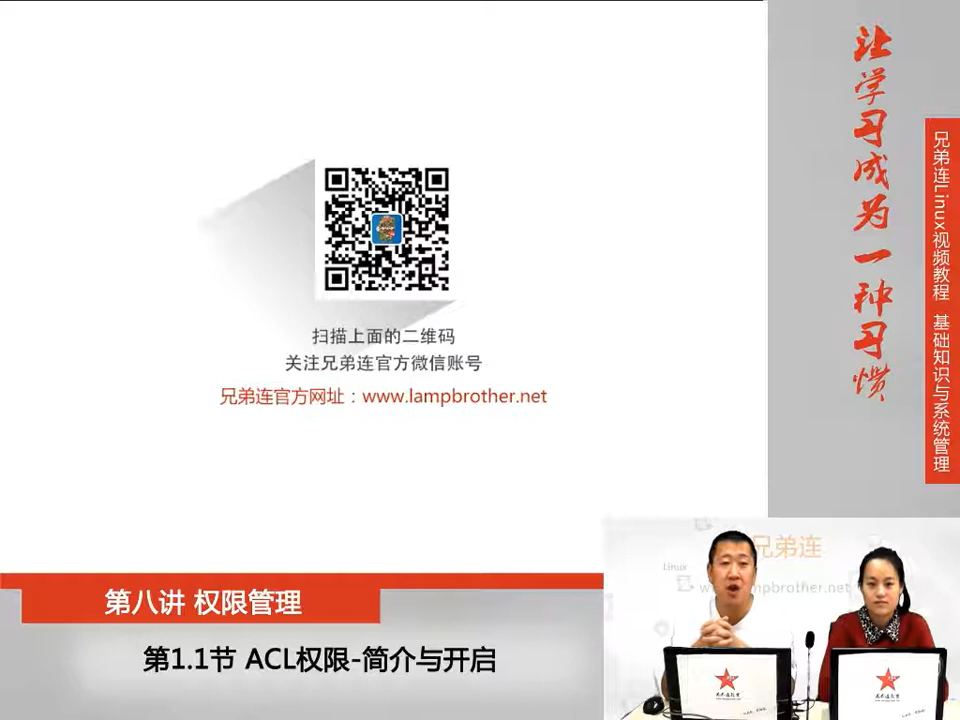 扫描上面的二维码
关注兄弟连官方微信账号
兄弟连官方网址：www.lampbrother.net
让学习成为一种习惯
兄弟连Linux视频教程 基础知识与系统管理
兄弟连
Linux
www.lampbrother.net
第八讲 权限管理
第1.1节 ACL权限-简介与开启